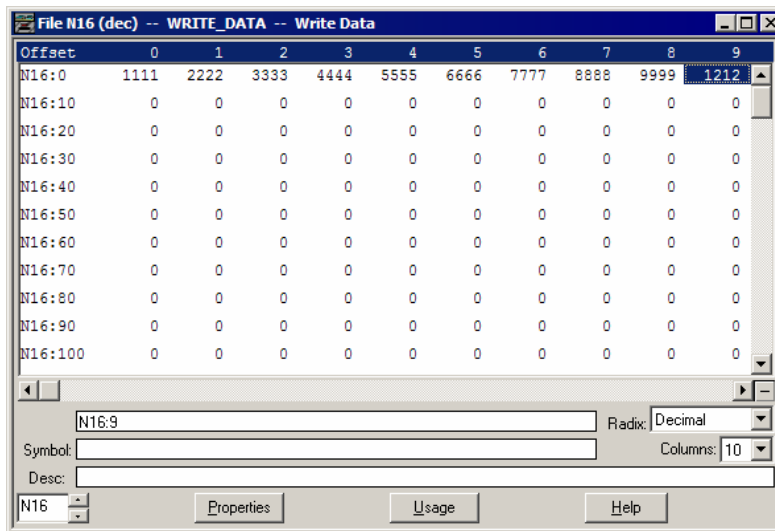 File N16 (dec) -- WRITE_DATA -- Write Data
Offset 0 1 2 3 4 5 6 7 8 9
N16:0 1111 2222 3333 4444 5555 6666 7777 8888 9999 1212
N16:10 0 0 0 0 0 0 0 0 0 0
N16:20 0 0 0 0 0 0 0 0 0 0
N16:30 0 0 0 0 0 0 0 0 0 0
N16:40 0 0 0 0 0 0 0 0 0 0
N16:50 0 0 0 0 0 0 0 0 0 0
N16:60 0 0 0 0 0 0 0 0 0 0
N16:70 0 0 0 0 0 0 0 0 0 0
N16:80 0 0 0 0 0 0 0 0 0 0
N16:90 0 0 0 0 0 0 0 0 0 0
N16:100 0 0 0 0 0 0 0 0 0 0
N16:9 Radix: Decimal
Symbol: Columns: 10
Desc:
N16 Properties Usage Help